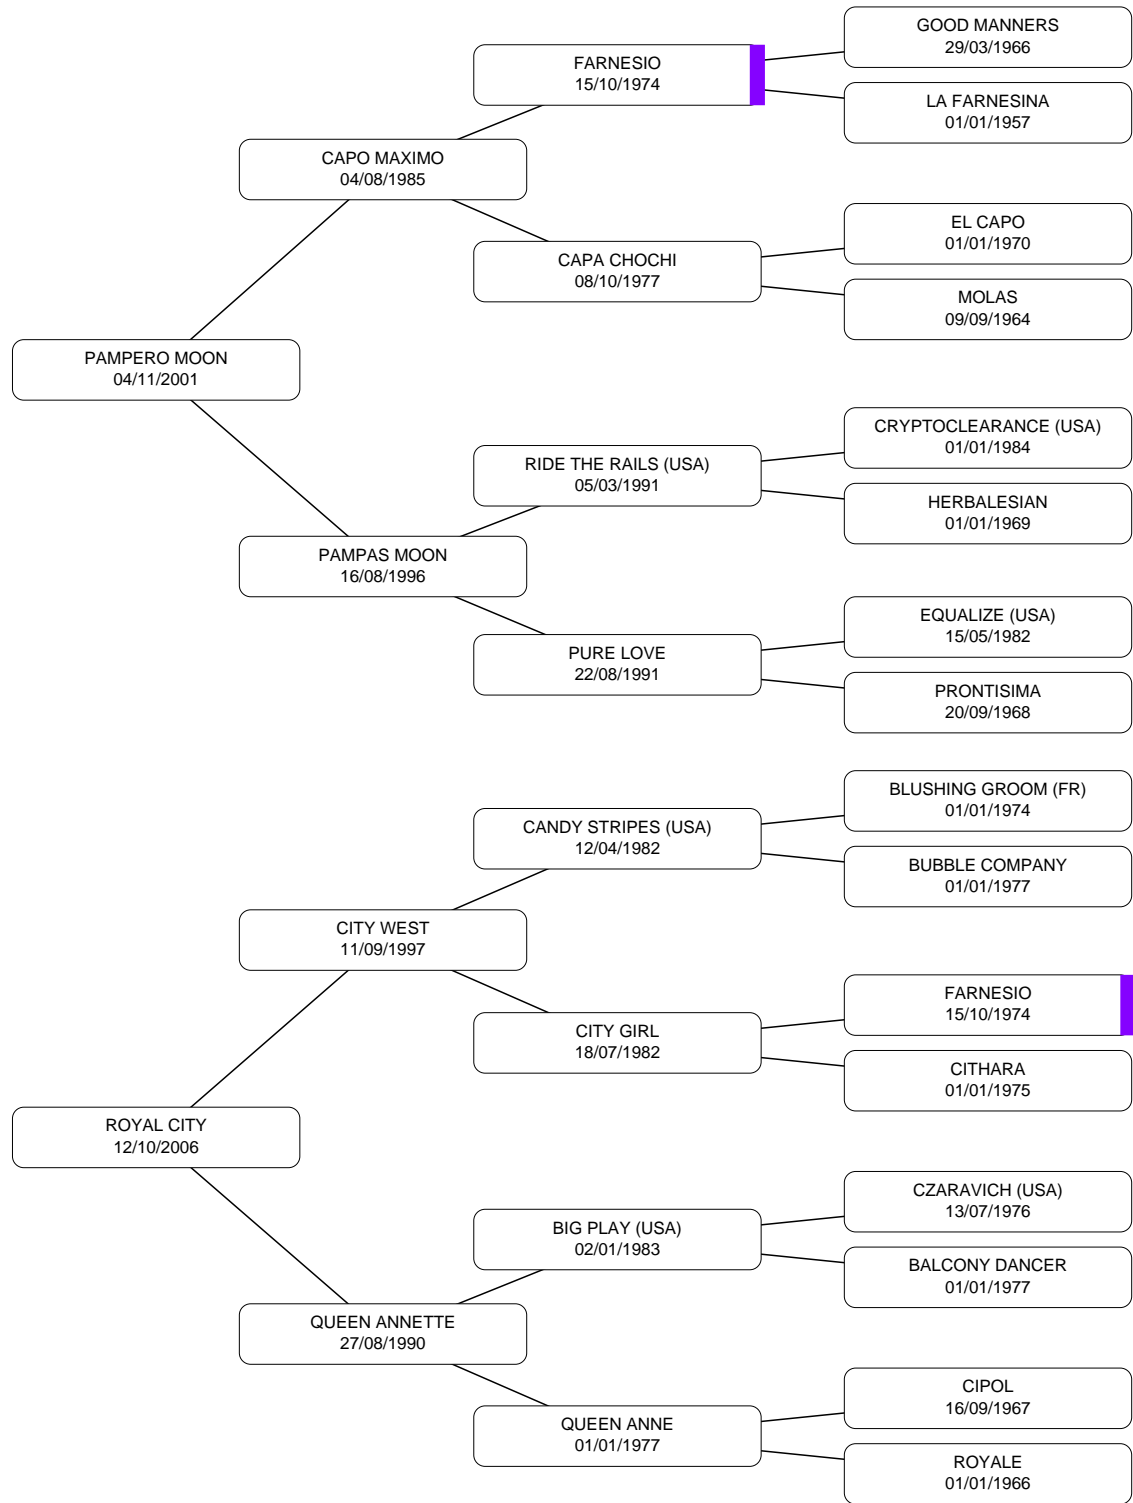 GOOD MANNERS
29/03/1966
FARNESIO
15/10/1974
LA FARNESINA
01/01/1957
CAPO MAXIMO
04/08/1985
EL CAPO
01/01/1970
CAPA CHOCHI
08/10/1977
MOLAS
09/09/1964
PAMPERO MOON
04/11/2001
CRYPTOCLEARANCE (USA)
01/01/1984
RIDE THE RAILS (USA)
05/03/1991
HERBALESIAN
01/01/1969
PAMPAS MOON
16/08/1996
EQUALIZE (USA)
15/05/1982
PURE LOVE
22/08/1991
PRONTISIMA
20/09/1968
BLUSHING GROOM (FR)
01/01/1974
CANDY STRIPES (USA)
12/04/1982
BUBBLE COMPANY
01/01/1977
CITY WEST
11/09/1997
FARNESIO
15/10/1974
CITY GIRL
18/07/1982
CITHARA
01/01/1975
ROYAL CITY
12/10/2006
CZARAVICH (USA)
13/07/1976
BIG PLAY (USA)
02/01/1983
BALCONY DANCER
01/01/1977
QUEEN ANNETTE
27/08/1990
CIPOL
16/09/1967
QUEEN ANNE
01/01/1977
ROYALE
01/01/1966